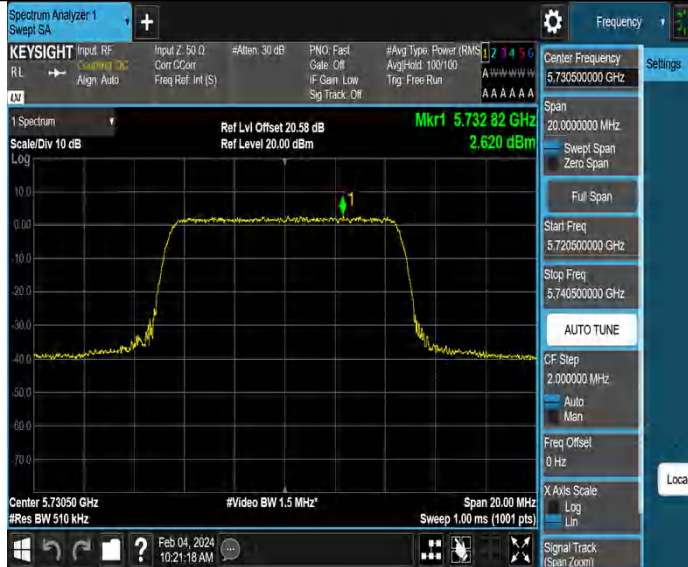 Spectrum Analyzer 1
Swept SA
+
Frequency
KEYSIGHT
RL
Input: RF
Coupling: DC
Align: Auto
Input Z: 50 Ω
Corr CCorr
Freq Ref: Int (S)
#Atten: 30 dB
PNO: Fast
Gate: Off
IF Gain: Low
Sig Track: Off
#Avg Type: Power (RMS
Avg|Hold: 100/100
Trig: Free Run
1 2 3 4 5 6
A W W W W W
A A A A A A
LXI
1 Spectrum
Scale/Div 10 dB
Ref Lvl Offset 20.58 dB
Ref Level 20.00 dBm
Mkr1 5.732 82 GHz
2.620 dBm
Log
10.0
0.00
-10.0
-20.0
-30.0
-40.0
-50.0
-60.0
-70.0
1
Center 5.73050 GHz
#Res BW 510 kHz
#Video BW 1.5 MHz*
Span 20.00 MHz
Sweep 1.00 ms (1001 pts)
Feb 04, 2024
10:21:18 AM
?
Center Frequency
5.730500000 GHz
Span
20.0000000 MHz
Swept Span
Zero Span
Full Span
Start Freq
5.720500000 GHz
Stop Freq
5.740500000 GHz
AUTO TUNE
CF Step
2.000000 MHz
Auto
Man
Freq Offset
0 Hz
X Axis Scale
Log
Lin
Signal Track
(Span Zoom)
Settings
Loca